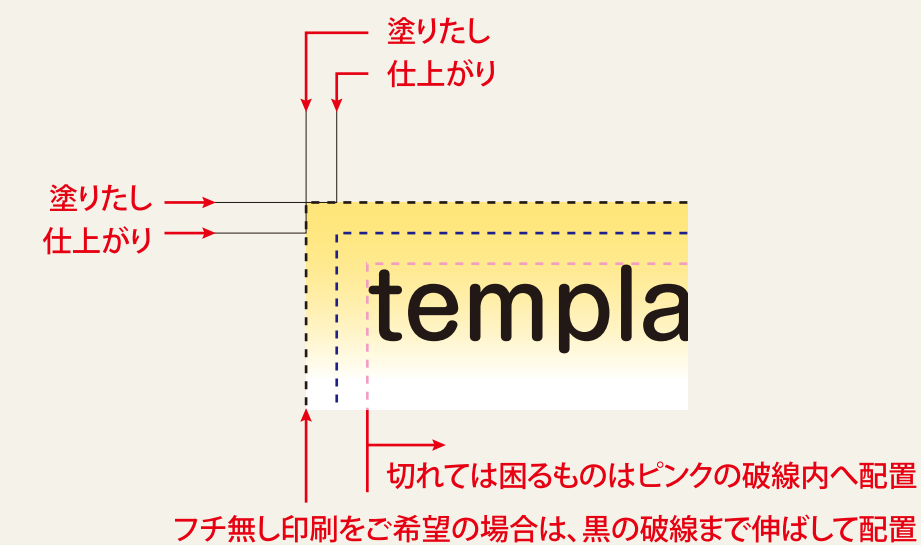 塗りたし
仕上がり
塗りたし
仕上がり
templa
切れては困るものはピンクの破線内へ配置
フチ無し印刷をご希望の場合は、黒の破線まで伸ばして配置